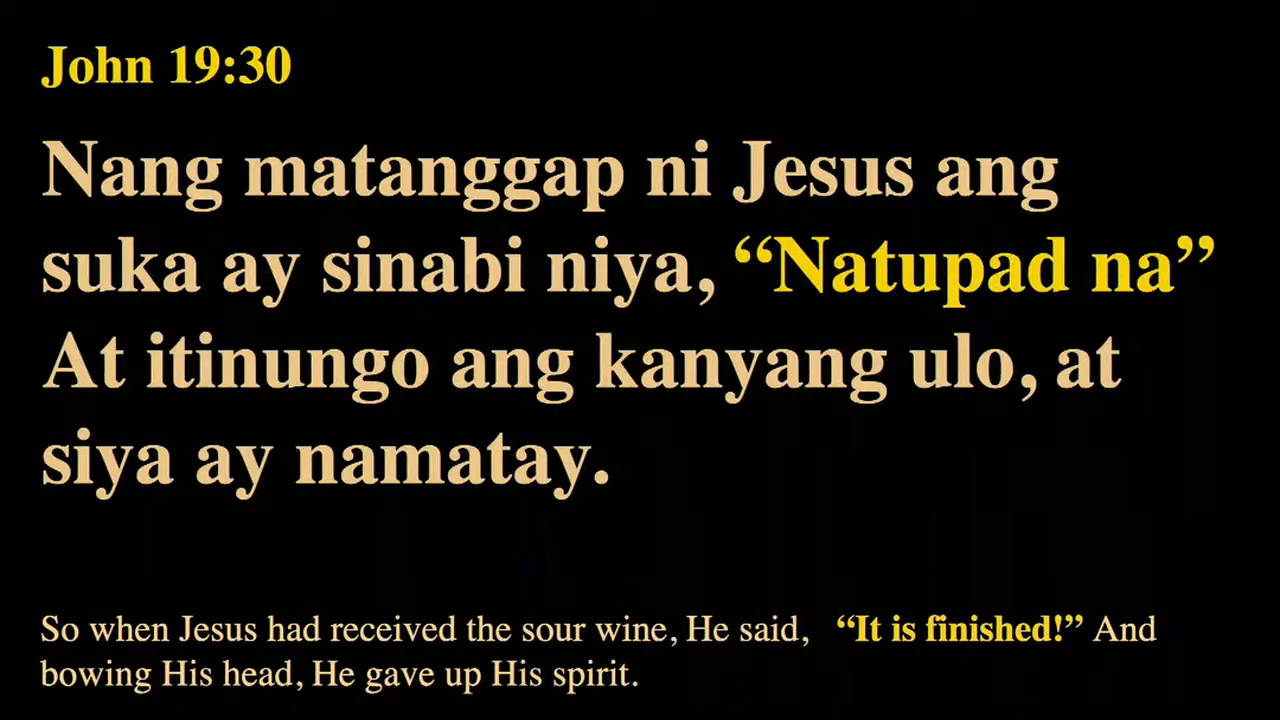 John 19:30
Nang matanggap ni Jesus ang
suka ay sinabi niya, “Natupad na”
At itinungo ang kanyang ulo, at
siya ay namatay.
So when Jesus had received the sour wine, He said, “It is finished!” And
bowing His head, He gave up His spirit.